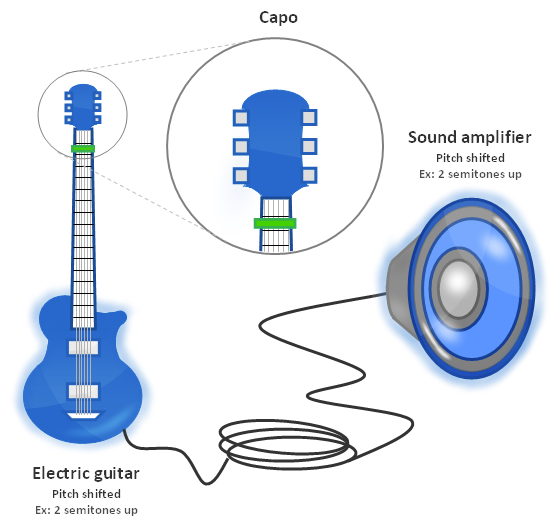 Capo
Sound amplifier
Pitch shifted
Ex: 2 semitones up
Electric guitar
Pitch shifted
Ex: 2 semitones up